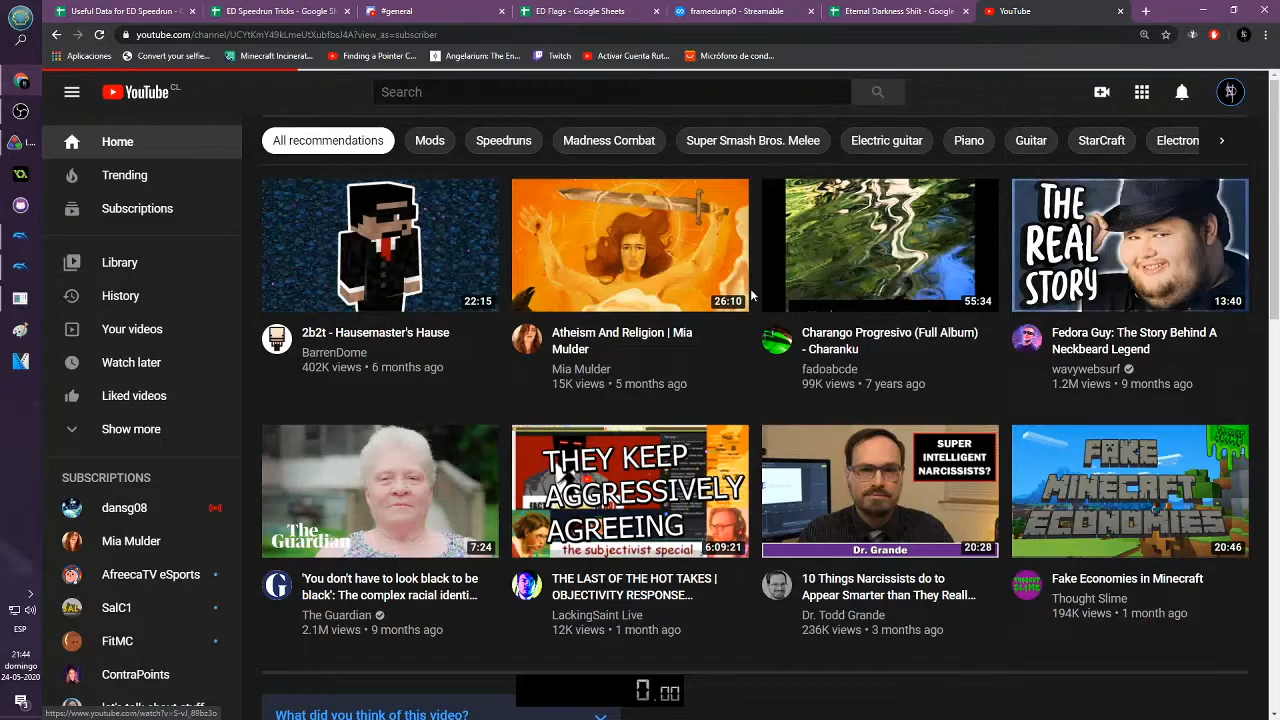 Useful Data for ED Speedrun - G
ED Speedrun Tricks - Google Sh
#general
ED Flags - Google Sheets
framedump0 - Streamable
Eternal Darkness Shift - Google
YouTube
youtube.com/channel/UCYtKmY49kLmeUtXubfbsJ4A?view_as=subscriber
Aplicaciones
Convert your selfie...
Minecraft Incinerat...
Finding a Pointer C...
Angelarium: The En...
Twitch
Activar Cuenta Rut...
Micrófono de cond...
YouTube CL
Search
Home
Trending
Subscriptions
Library
History
Your videos
Watch later
Liked videos
Show more
SUBSCRIPTIONS
dansg08
Mia Mulder
AfreecaTV eSports
SalC1
FitMC
ContraPoints
All recommendations
Mods
Speedruns
Madness Combat
Super Smash Bros. Melee
Electric guitar
Piano
Guitar
StarCraft
Electron
22:15
2b2t - Hausemaster's Hause
BarrenDome
402K views • 6 months ago
26:10
Atheism And Religion | Mia
Mulder
Mia Mulder
15K views • 5 months ago
55:34
Charango Progresivo (Full Album)
- Charanku
fadoabcde
99K views • 7 years ago
THE
REAL
STORY
13:40
Fedora Guy: The Story Behind A
Neckbeard Legend
wavywebsurf
1.2M views • 9 months ago
The
Guardian
7:24
'You don't have to look black to be
black': The complex racial identi...
The Guardian
2.1M views • 9 months ago
THEY KEEP
AGGRESSIVELY
AGREEING
the subjectivist special
6:09:21
THE LAST OF THE HOT TAKES |
OBJECTIVITY RESPONSE...
LackingSaint Live
12K views • 1 month ago
SUPER
INTELLIGENT
NARCISSISTS?
Dr. Grande
20:28
10 Things Narcissists do to
Appear Smarter than They Reall...
Dr. Todd Grande
236K views • 3 months ago
FAKE
MINECRAFT
ECONOMIES
20:46
Fake Economies in Minecraft
Thought Slime
194K views • 1 month ago
What did you think of this video?
0.00
ESP
21:44
domingo
24-05-2020
3